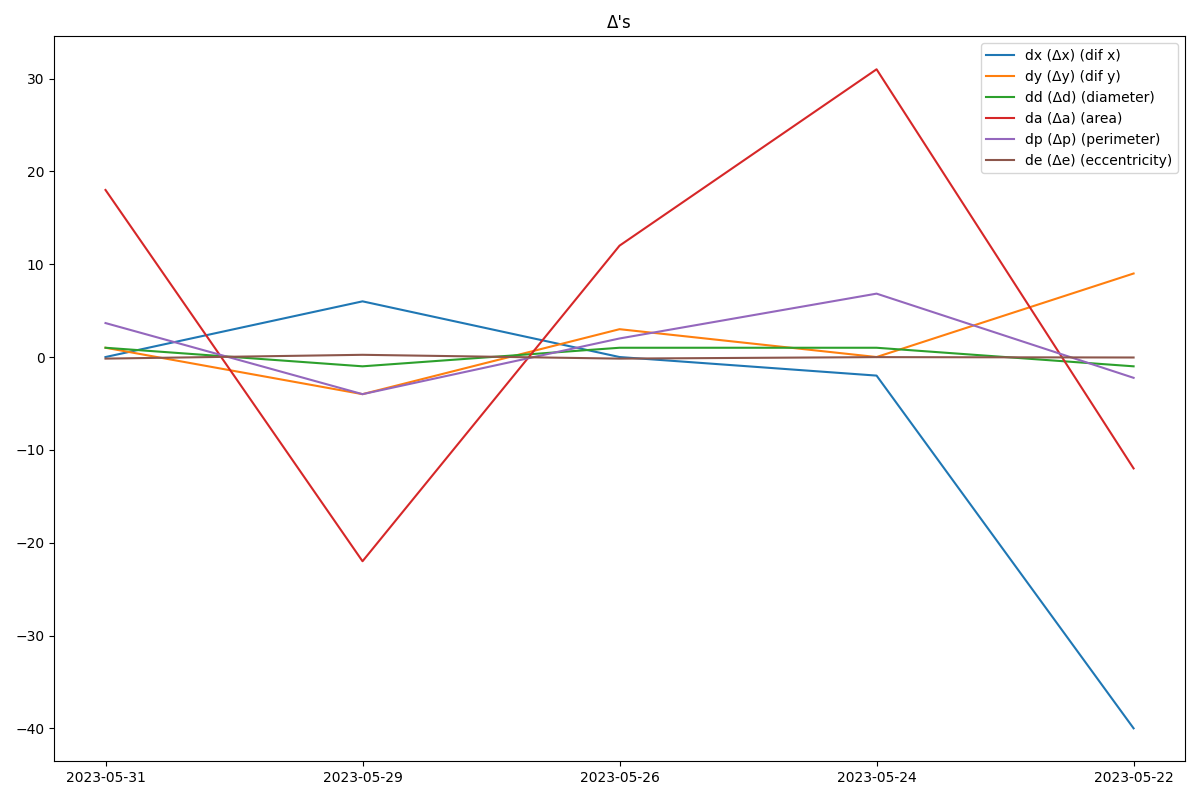 Δ's
dx (Δx) (dif x)
dy (Δy) (dif y)
dd (Δd) (diameter)
da (Δa) (area)
dp (Δp) (perimeter)
de (Δe) (eccentricity)
30
20
10
0
−10
−20
−30
−40
2023-05-31 2023-05-29 2023-05-26 2023-05-24 2023-05-22